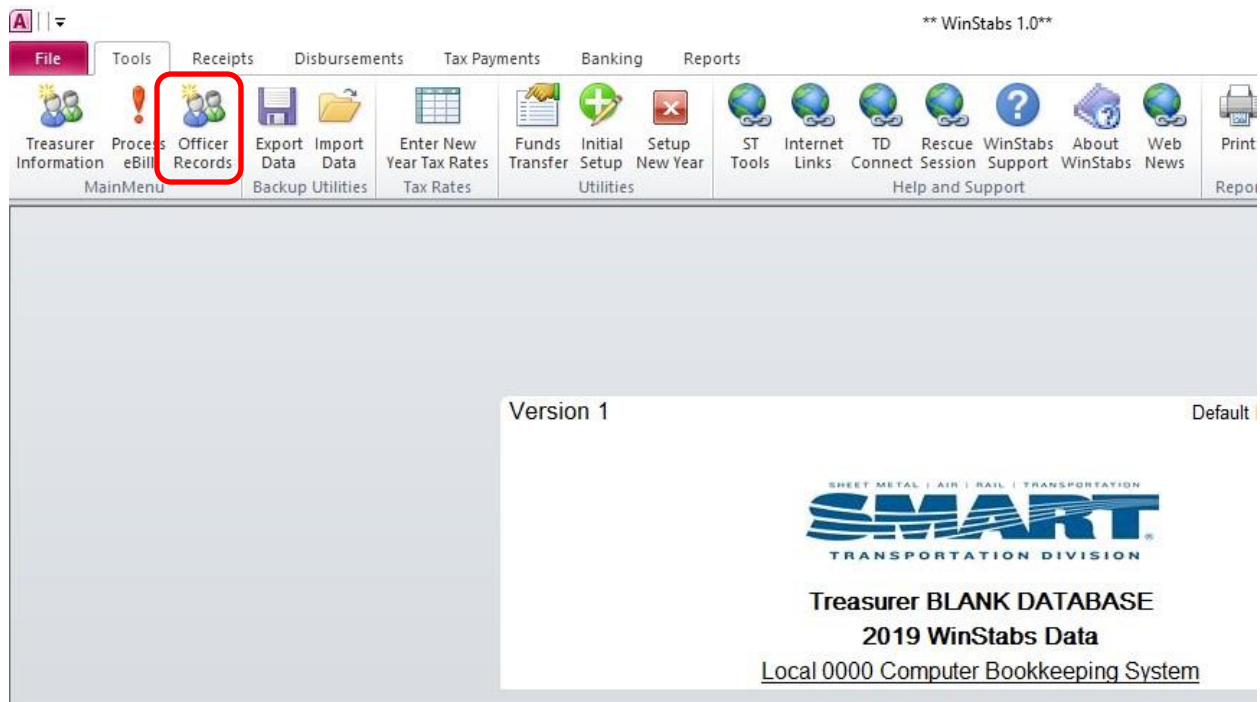 A
** WinStabs 1.0**
File Tools Receipts Disbursements Tax Payments Banking Reports
Treasurer Process Officer Export Import Enter New Funds Initial Setup ST Internet TD Rescue WinStabs About Web Print
Information eBill Records Data Data Year Tax Rates Transfer Setup New Year Tools Links Connect Session Support WinStabs News
MainMenu Backup Utilities Tax Rates Utilities Help and Support Repor
Version 1 Default
SHEET METAL | AIR | RAIL | TRANSPORTATION
SMART®
TRANSPORTATION DIVISION
Treasurer BLANK DATABASE
2019 WinStabs Data
Local 0000 Computer Bookkeeping System